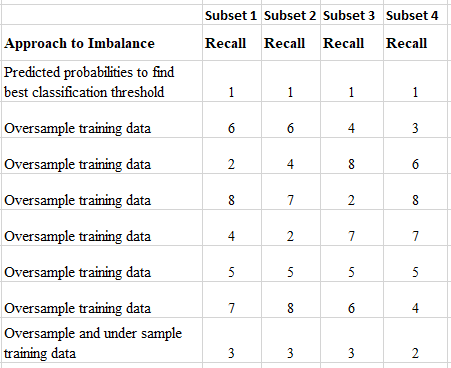 Subset 1 Subset 2 Subset 3 Subset 4
Approach to Imbalance Recall Recall Recall Recall
Predicted probabilities to find
best classification threshold 1 1 1 1
Oversample training data 6 6 4 3
Oversample training data 2 4 8 6
Oversample training data 8 7 2 8
Oversample training data 4 2 7 7
Oversample training data 5 5 5 5
Oversample training data 7 8 6 4
Oversample and under sample
training data 3 3 3 2